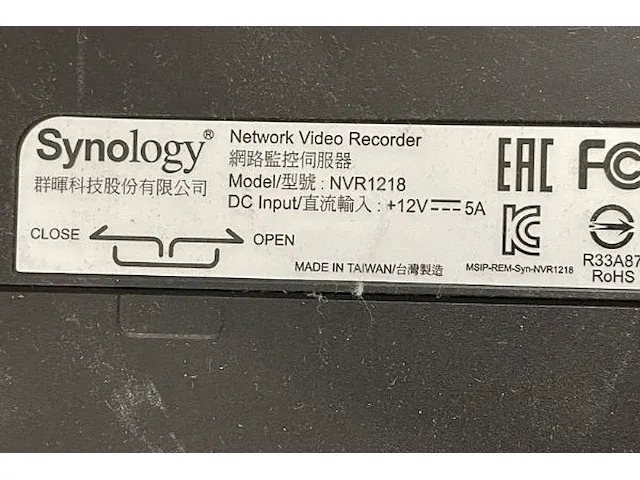 Synology®
群暉科技股份有限公司
Network Video Recorder
網路監控伺服器
Model/型號 : NVR1218
DC Input/直流輸入 : +12V⎓5A
CLOSE OPEN
MADE IN TAIWAN/台灣製造
EAC FC
MSIP-REM-Syn-NVR1218
R33A87
RoHS